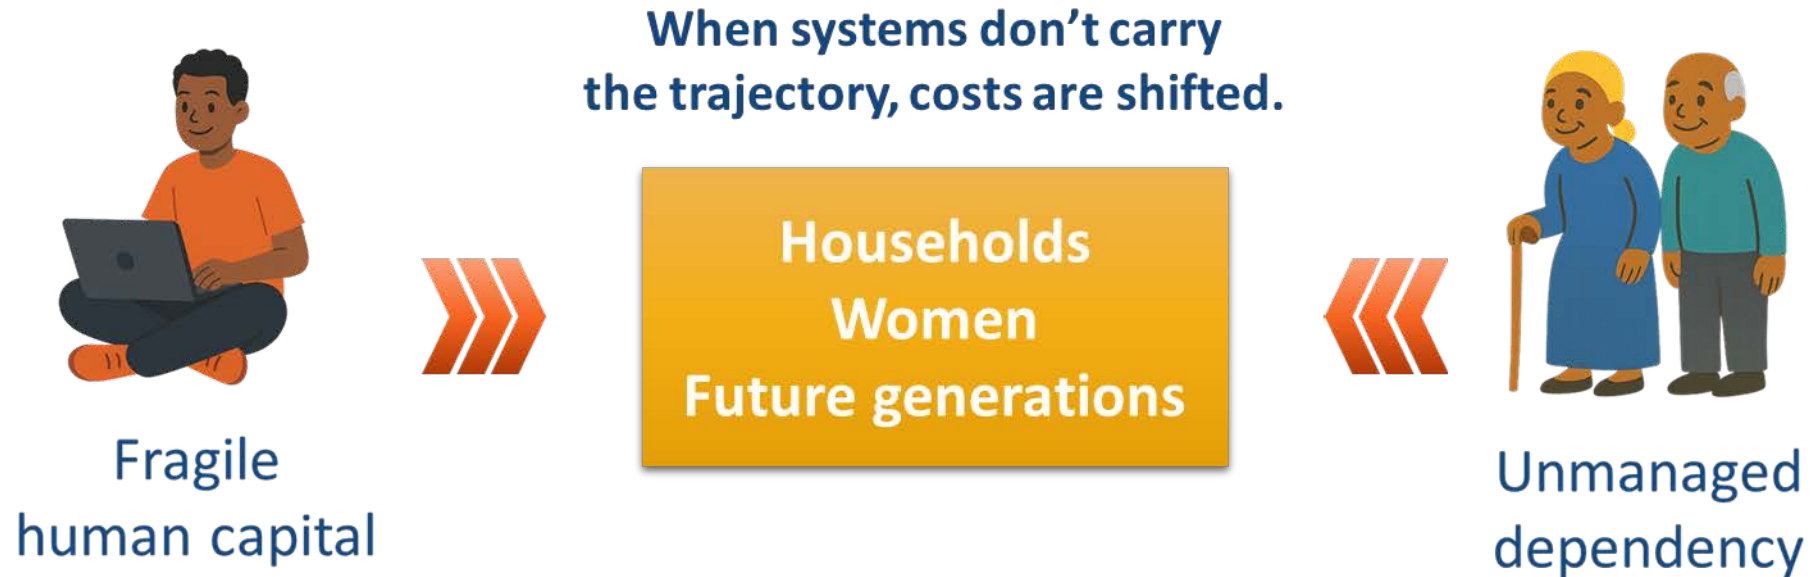 When systems don't carry
the trajectory, costs are shifted.
Households
Women
Future generations
Fragile
human capital
Unmanaged
dependency